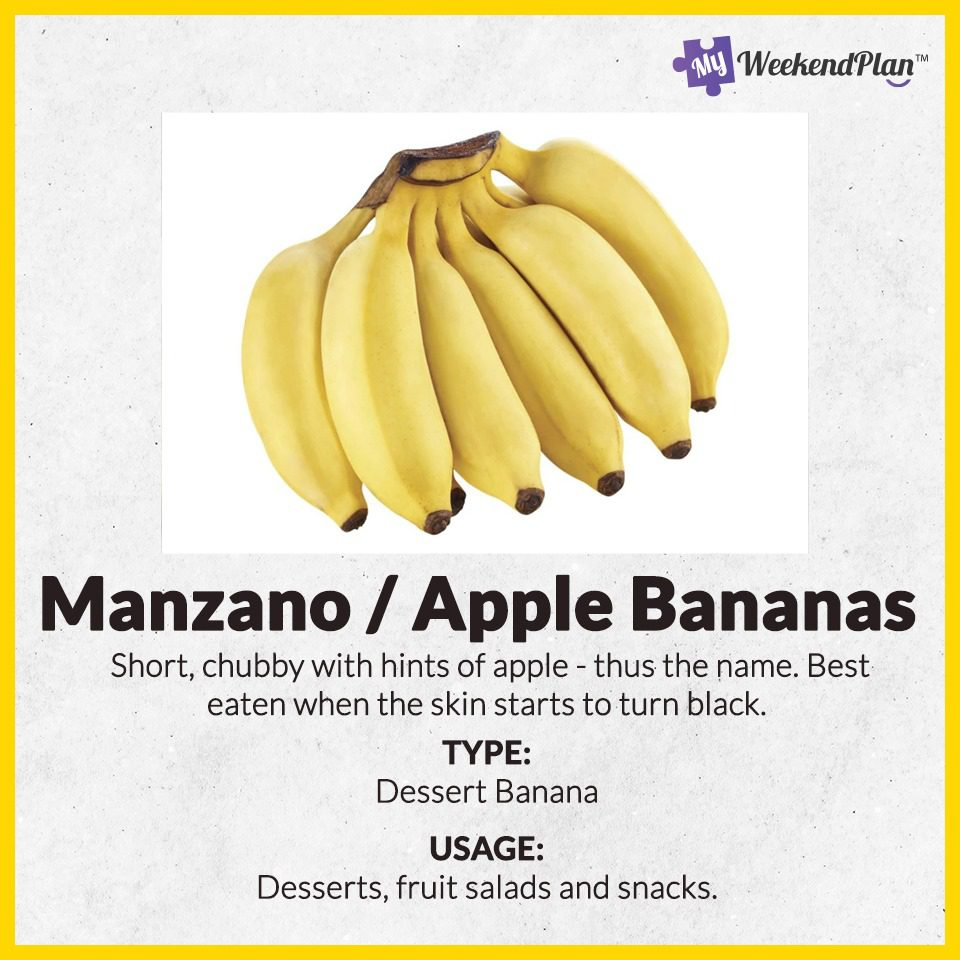 My WeekendPlan™
Manzano / Apple Bananas
Short, chubby with hints of apple - thus the name. Best
eaten when the skin starts to turn black.
TYPE:
Dessert Banana
USAGE:
Desserts, fruit salads and snacks.